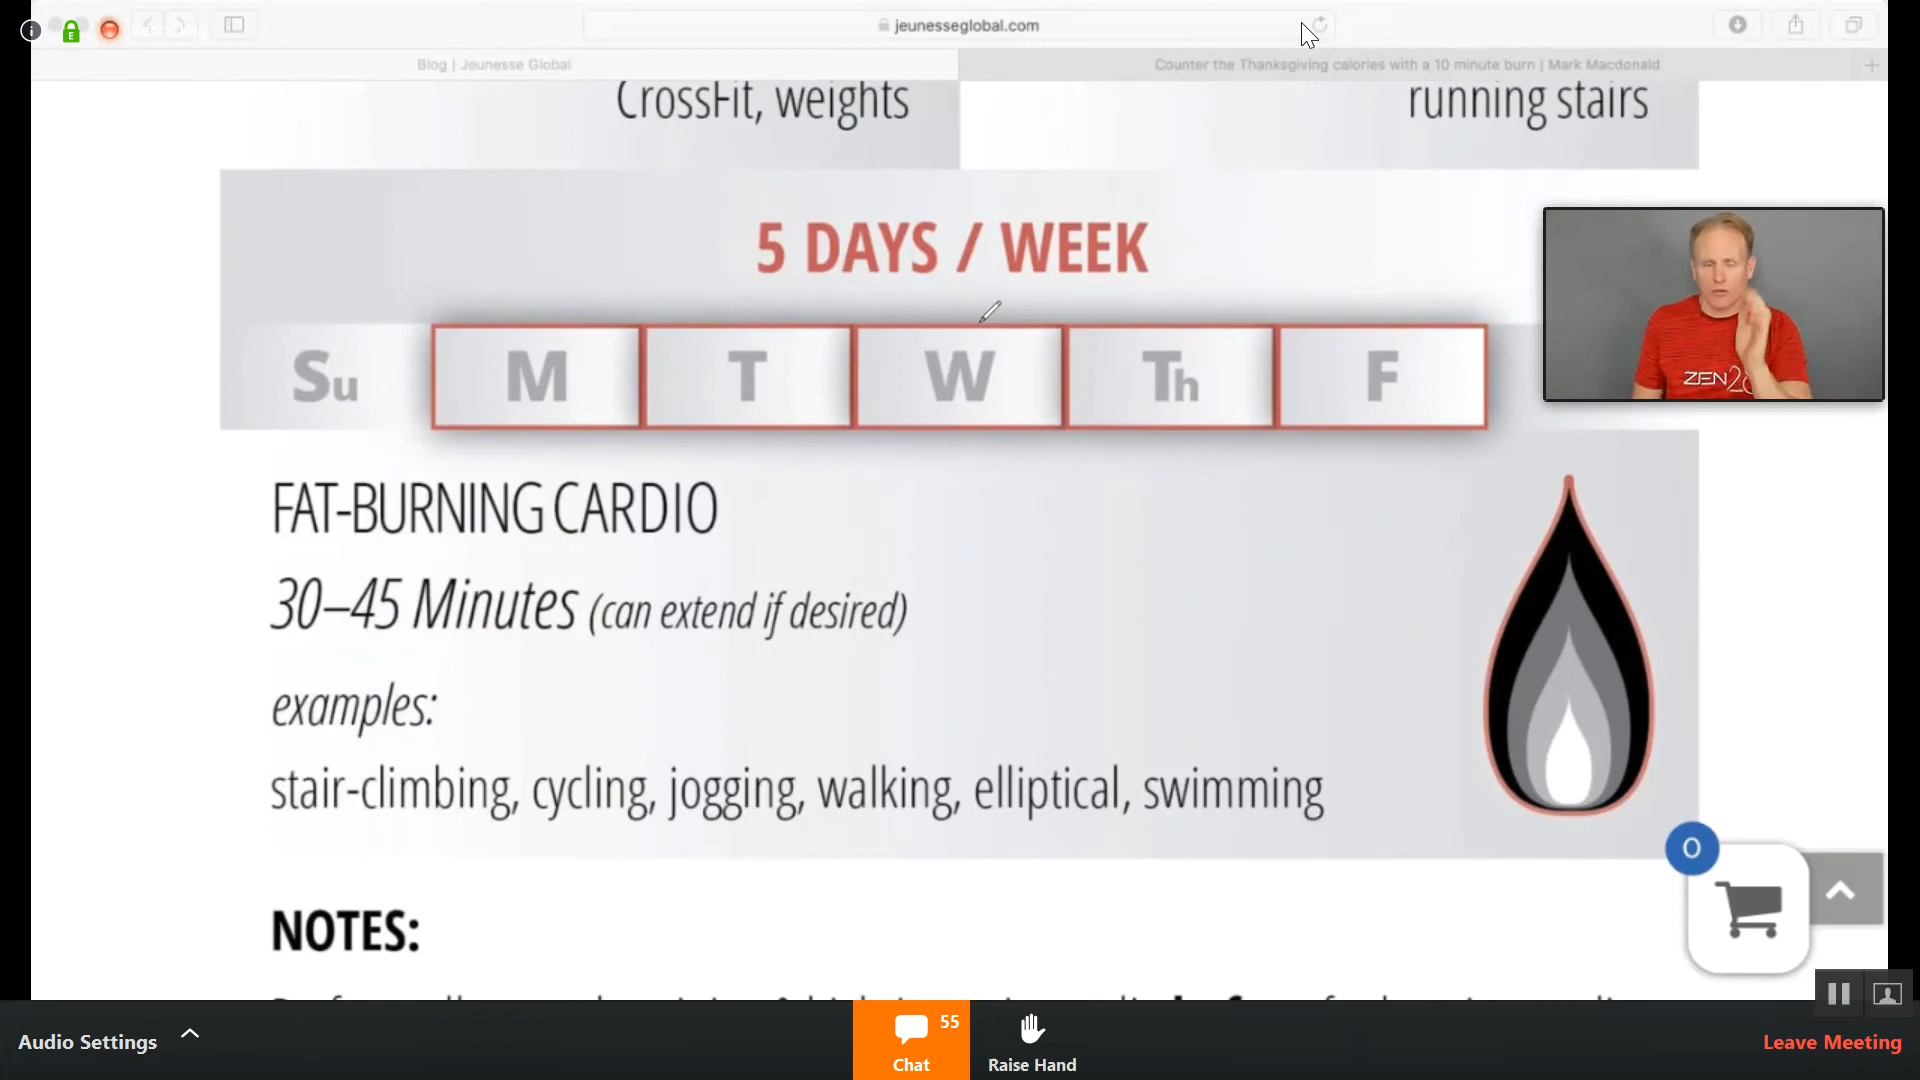 jeunesseglobal.com
Blog | Jeunesse Global
Counter the Thanksgiving calories with a 10 minute burn | Mark Macdonald
CrossFit, weights
running stairs
5 DAYS / WEEK
Su M T W Th F
ZEN
FAT-BURNING CARDIO
30–45 Minutes (can extend if desired)
examples:
stair-climbing, cycling, jogging, walking, elliptical, swimming
0
NOTES:
Audio Settings
55
Chat
Raise Hand
Leave Meeting